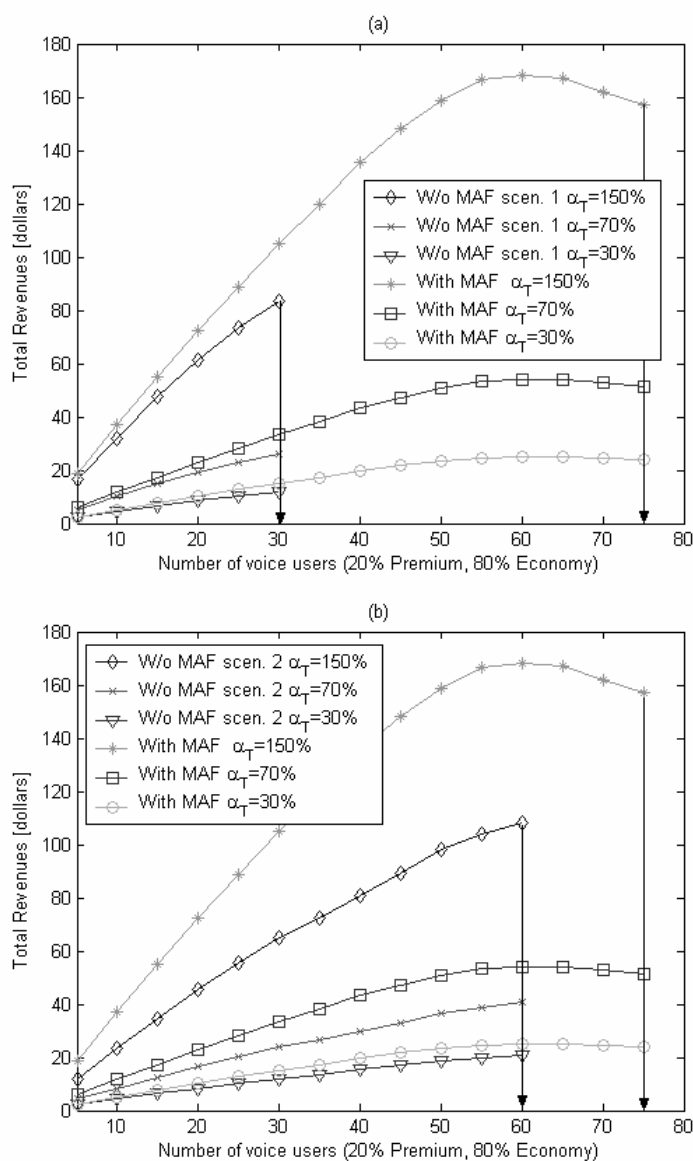 (a)
180
160
140
120
100
80
60
40
20
0
Total Revenues [dollars]
W/o MAF scen. 1 α_T=150%
W/o MAF scen. 1 α_T=70%
W/o MAF scen. 1 α_T=30%
With MAF α_T=150%
With MAF α_T=70%
With MAF α_T=30%
10 20 30 40 50 60 70 80
Number of voice users (20% Premium, 80% Economy)
(b)
180
160
140
120
100
80
60
40
20
0
Total Revenues [dollars]
W/o MAF scen. 2 α_T=150%
W/o MAF scen. 2 α_T=70%
W/o MAF scen. 2 α_T=30%
With MAF α_T=150%
With MAF α_T=70%
With MAF α_T=30%
10 20 30 40 50 60 70 80
Number of voice users (20% Premium, 80% Economy)